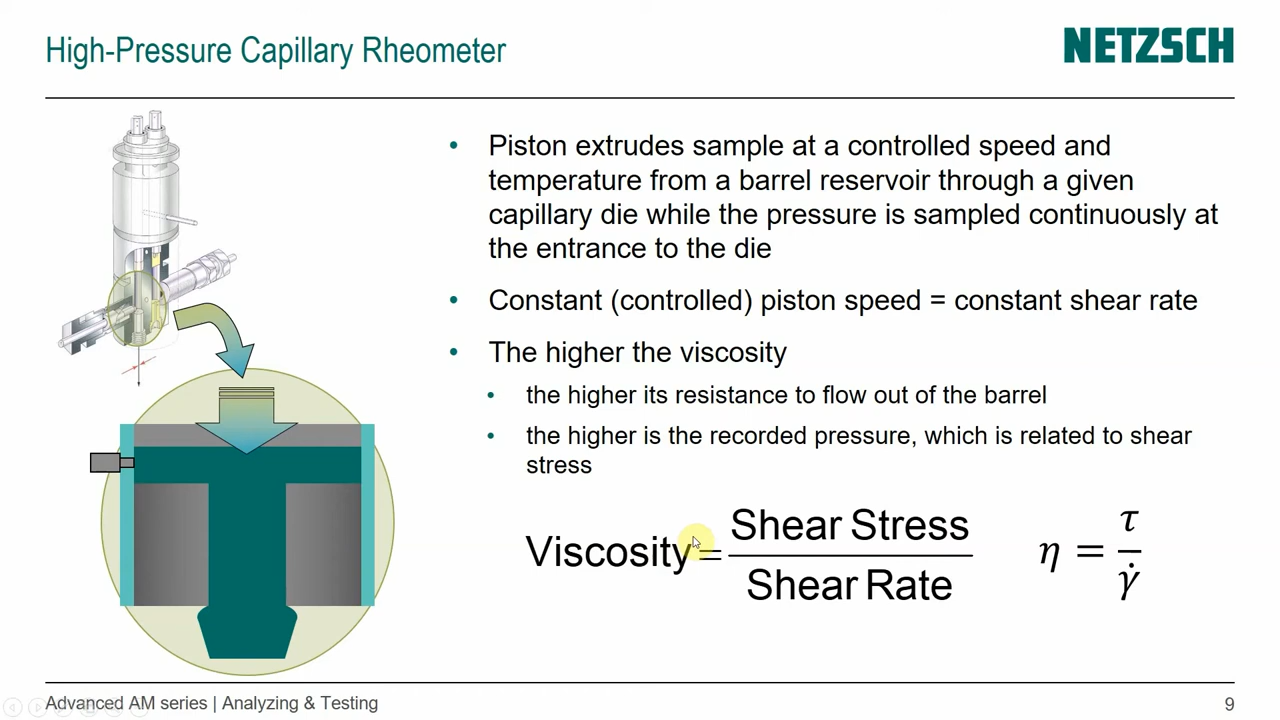 High-Pressure Capillary Rheometer
NETZSCH
• Piston extrudes sample at a controlled speed and
temperature from a barrel reservoir through a given
capillary die while the pressure is sampled continuously at
the entrance to the die
• Constant (controlled) piston speed = constant shear rate
• The higher the viscosity
• the higher its resistance to flow out of the barrel
• the higher is the recorded pressure, which is related to shear
stress
Viscosity = Shear Stress / Shear Rate
η = τ / γ̇
Advanced AM series | Analyzing & Testing
9